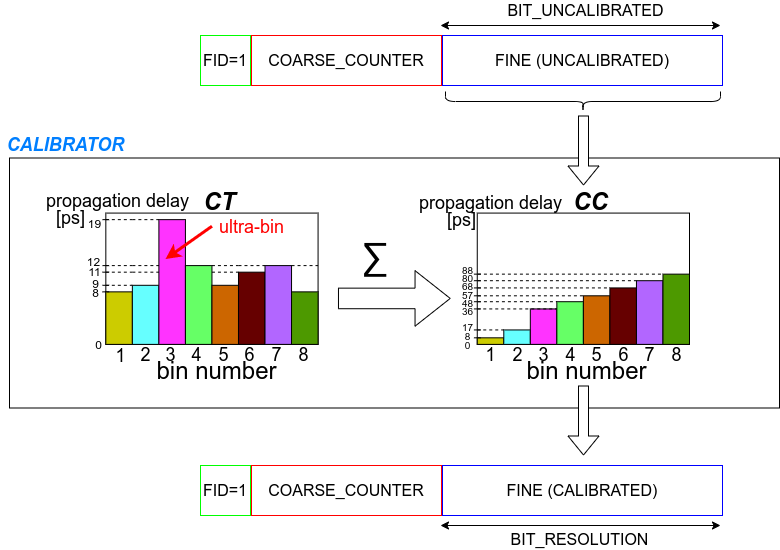 BIT_UNCALIBRATED
FID=1 COARSE_COUNTER FINE (UNCALIBRATED)
CALIBRATOR
propagation delay CT
[ps]
ultra-bin
19
12
11
9
8
0
1 2 3 4 5 6 7 8
bin number
∑
propagation delay CC
[ps]
88
80
68
57
48
36
17
8
0
1 2 3 4 5 6 7 8
bin number
FID=1 COARSE_COUNTER FINE (CALIBRATED)
BIT_RESOLUTION